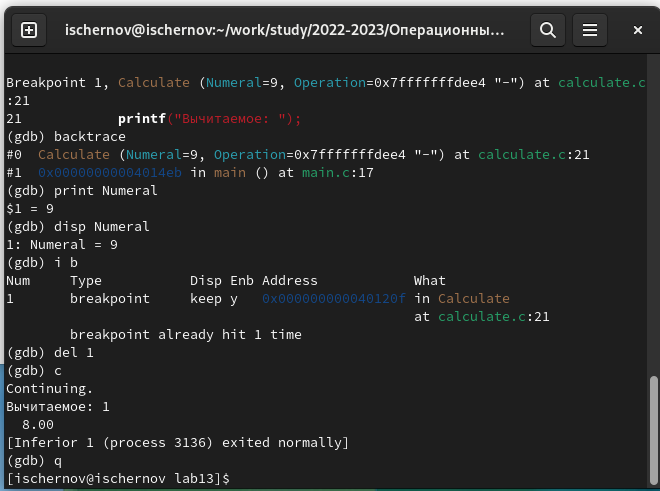 ischernov@ischernov:~/work/study/2022-2023/Операционны...
Breakpoint 1, Calculate (Numeral=9, Operation=0x7fffffffdee4 "-") at calculate.c
:21
21            printf("Вычитаемое: ");
(gdb) backtrace
#0  Calculate (Numeral=9, Operation=0x7fffffffdee4 "-") at calculate.c:21
#1  0x00000000004014eb in main () at main.c:17
(gdb) print Numeral
$1 = 9
(gdb) disp Numeral
1: Numeral = 9
(gdb) i b
Num     Type           Disp Enb Address            What
1       breakpoint     keep y   0x000000000040120f in Calculate
                                                   at calculate.c:21
        breakpoint already hit 1 time
(gdb) del 1
(gdb) c
Continuing.
Вычитаемое: 1
  8.00
[Inferior 1 (process 3136) exited normally]
(gdb) q
[ischernov@ischernov lab13]$